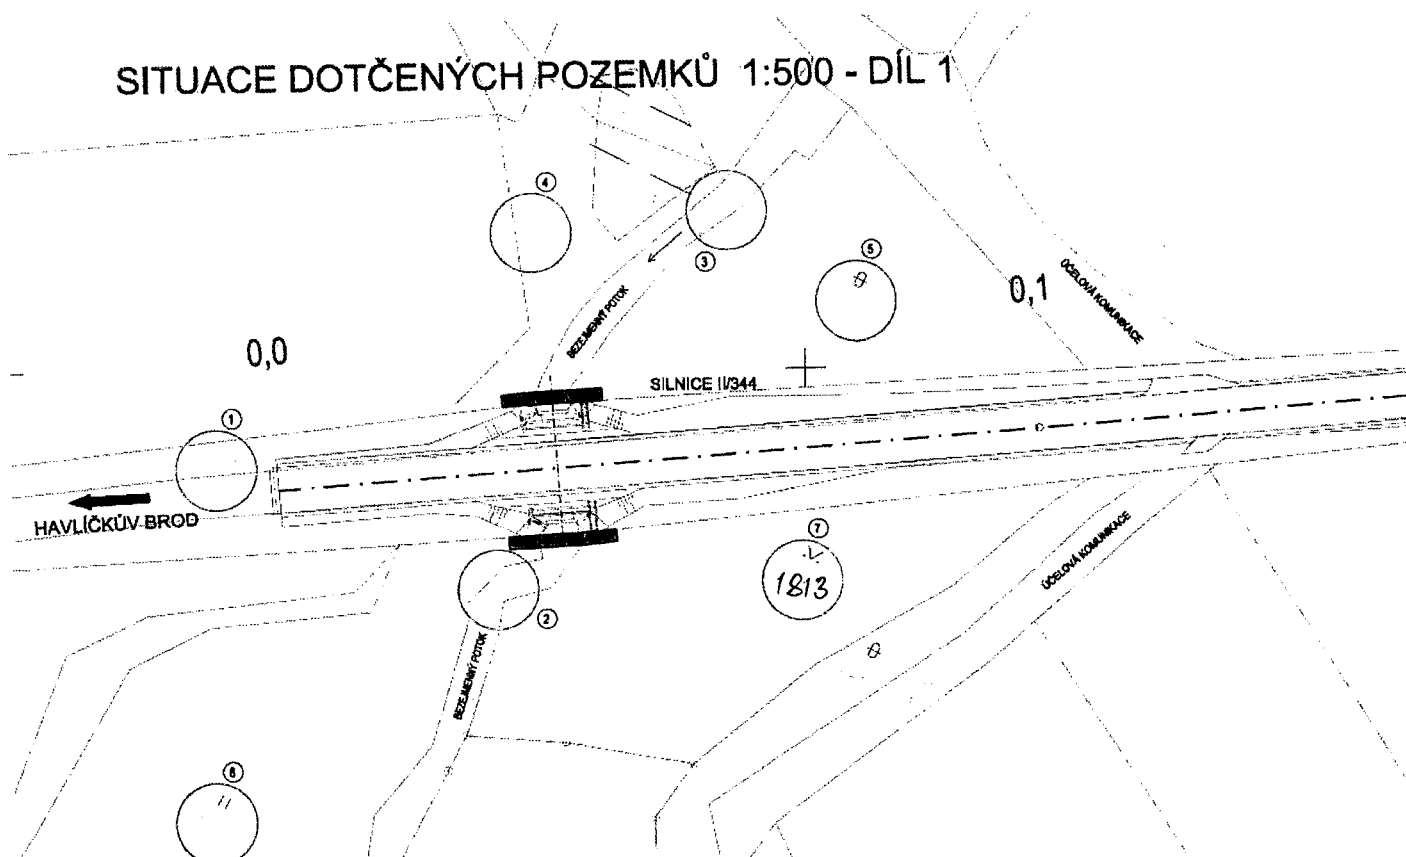 SITUACE DOTČENÝCH POZEMKŮ 1:500 - DÍL 1
4
3
5
0,1
ÚČELOVÁ KOMUNIKACE
BEZEJMENNÝ POTOK
0,0
SILNICE II/344
1
HAVLÍČKŮV BROD
7
1813
ÚČELOVÁ KOMUNIKACE
2
BEZEJMENNÝ POTOK
6